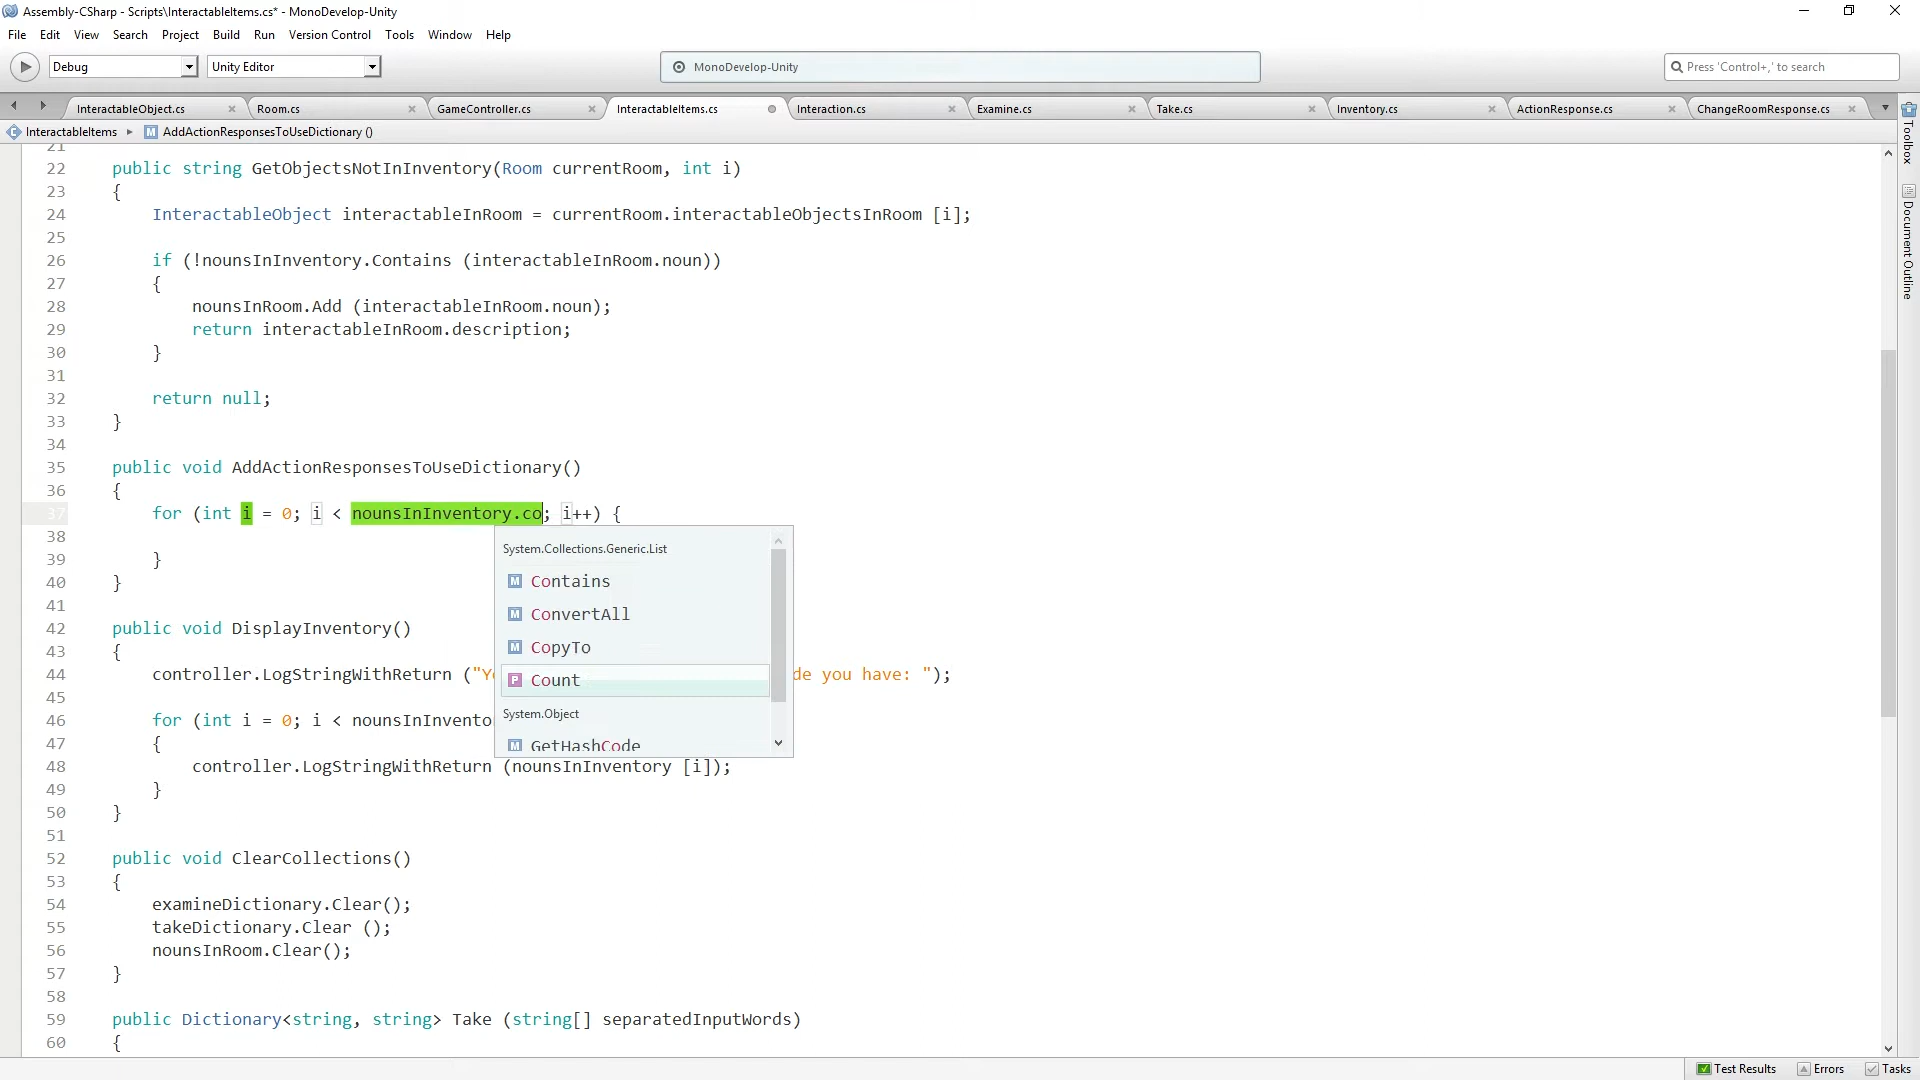 Assembly-CSharp - Scripts\InteractableItems.cs* - MonoDevelop-Unity
File Edit View Search Project Build Run Version Control Tools Window Help
Debug Unity Editor MonoDevelop-Unity Press 'Control+,' to search
InteractableObject.cs Room.cs GameController.cs InteractableItems.cs Interaction.cs Examine.cs Take.cs Inventory.cs ActionResponse.cs ChangeRoomResponse.cs
InteractableItems AddActionResponsesToUseDictionary ()
Toolbox
Document Outline
21
22 public string GetObjectsNotInInventory(Room currentRoom, int i)
23 {
24 InteractableObject interactableInRoom = currentRoom.interactableObjectsInRoom [i];
25
26 if (!nounsInInventory.Contains (interactableInRoom.noun))
27 {
28 nounsInRoom.Add (interactableInRoom.noun);
29 return interactableInRoom.description;
30 }
31
32 return null;
33 }
34
35 public void AddActionResponsesToUseDictionary()
36 {
37 for (int i = 0; i < nounsInInventory.co; i++) {
38
39 }
40 }
41
42 public void DisplayInventory()
43 {
44 controller.LogStringWithReturn ("Y de you have: ");
45
46 for (int i = 0; i < nounsInInvento
47 {
48 controller.LogStringWithReturn (nounsInInventory [i]);
49 }
50 }
51
52 public void ClearCollections()
53 {
54 examineDictionary.Clear();
55 takeDictionary.Clear ();
56 nounsInRoom.Clear();
57 }
58
59 public Dictionary<string, string> Take (string[] separatedInputWords)
60 {
System.Collections.Generic.List
M Contains
M ConvertAll
M CopyTo
P Count
System.Object
M GetHashCode
Test Results Errors Tasks